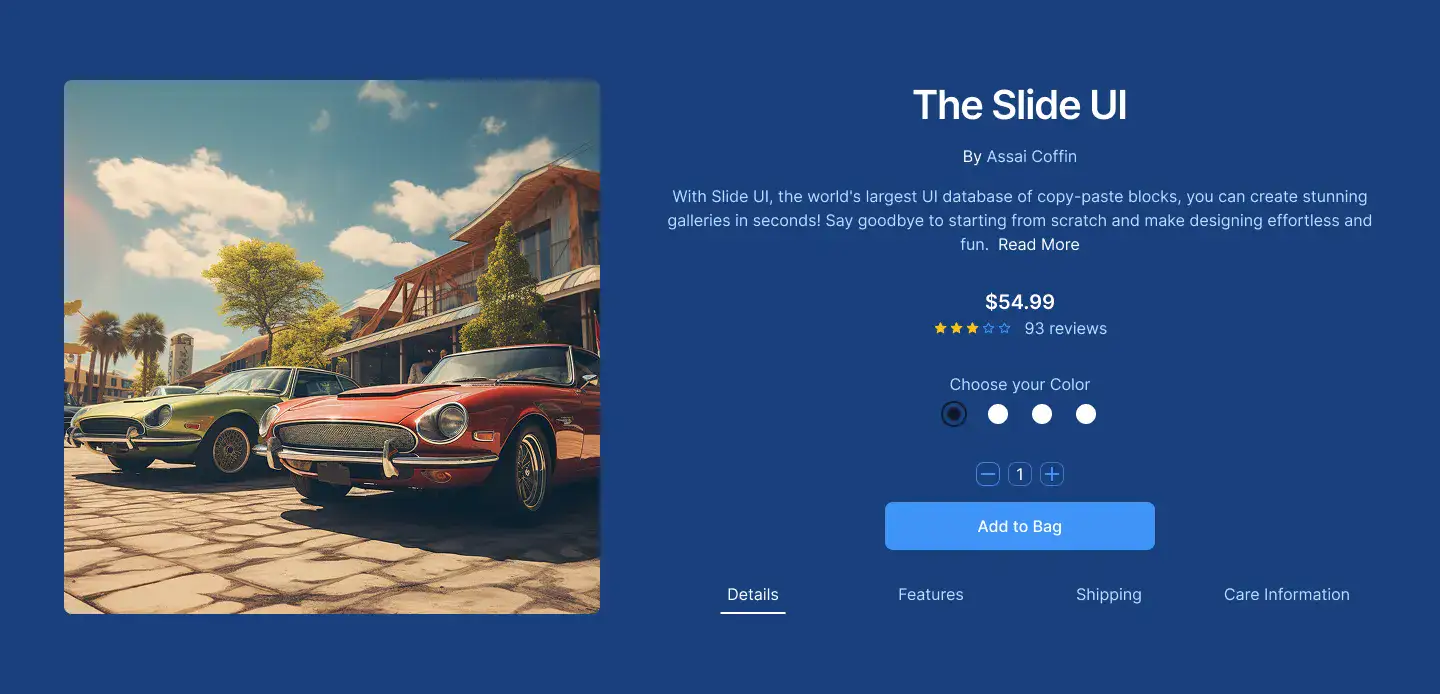 The Slide UI
By Assai Coffin
With Slide UI, the world's largest UI database of copy-paste blocks, you can create stunning
galleries in seconds! Say goodbye to starting from scratch and make designing effortless and
fun. Read More
$54.99
93 reviews
Choose your Color
1
Add to Bag
Details Features Shipping Care Information